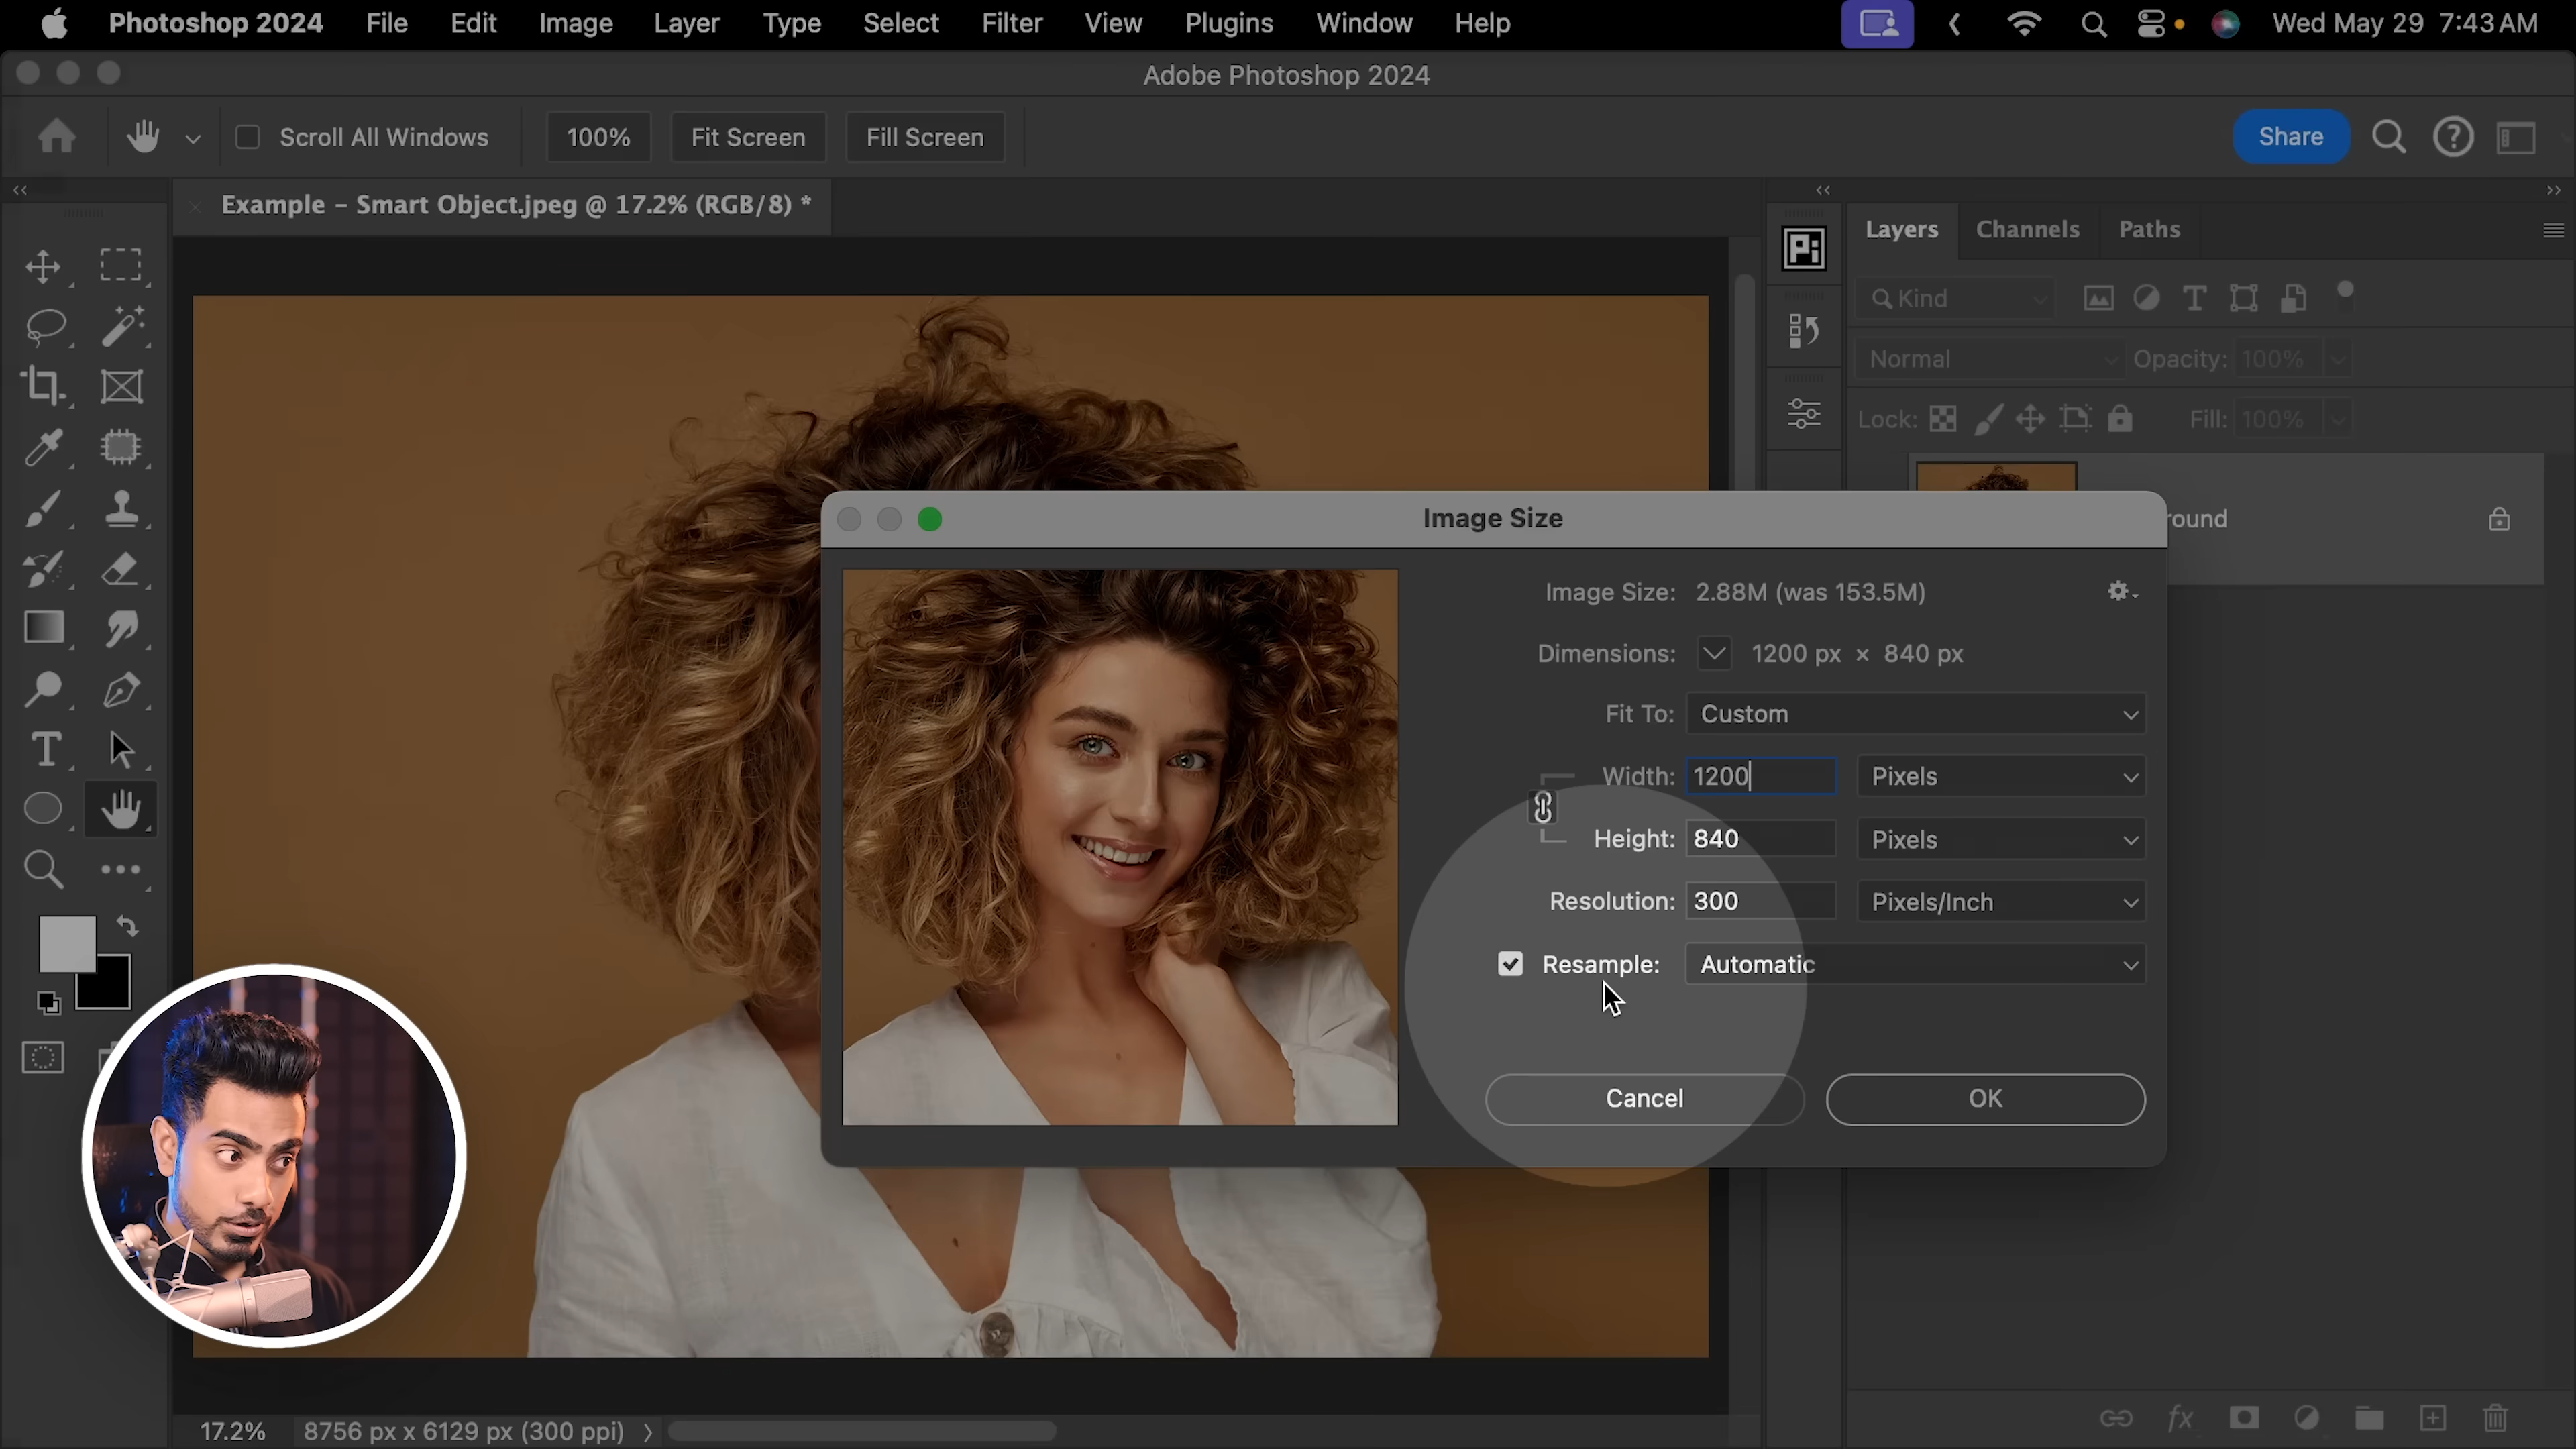 Photoshop 2024 File Edit Image Layer Type Select Filter View Plugins Window Help Wed May 29 7:43 AM
Adobe Photoshop 2024
Scroll All Windows 100% Fit Screen Fill Screen Share
Example – Smart Object.jpeg @ 17.2% (RGB/8) *
Layers Channels Paths
Kind
Normal Opacity: 100%
Lock: Fill: 100%
round
Image Size
Image Size: 2.88M (was 153.5M)
Dimensions: 1200 px × 840 px
Fit To: Custom
Width: 1200 Pixels
Height: 840 Pixels
Resolution: 300 Pixels/Inch
Resample: Automatic
Cancel OK
17.2% 8756 px x 6129 px (300 ppi)
Pi
T
fx